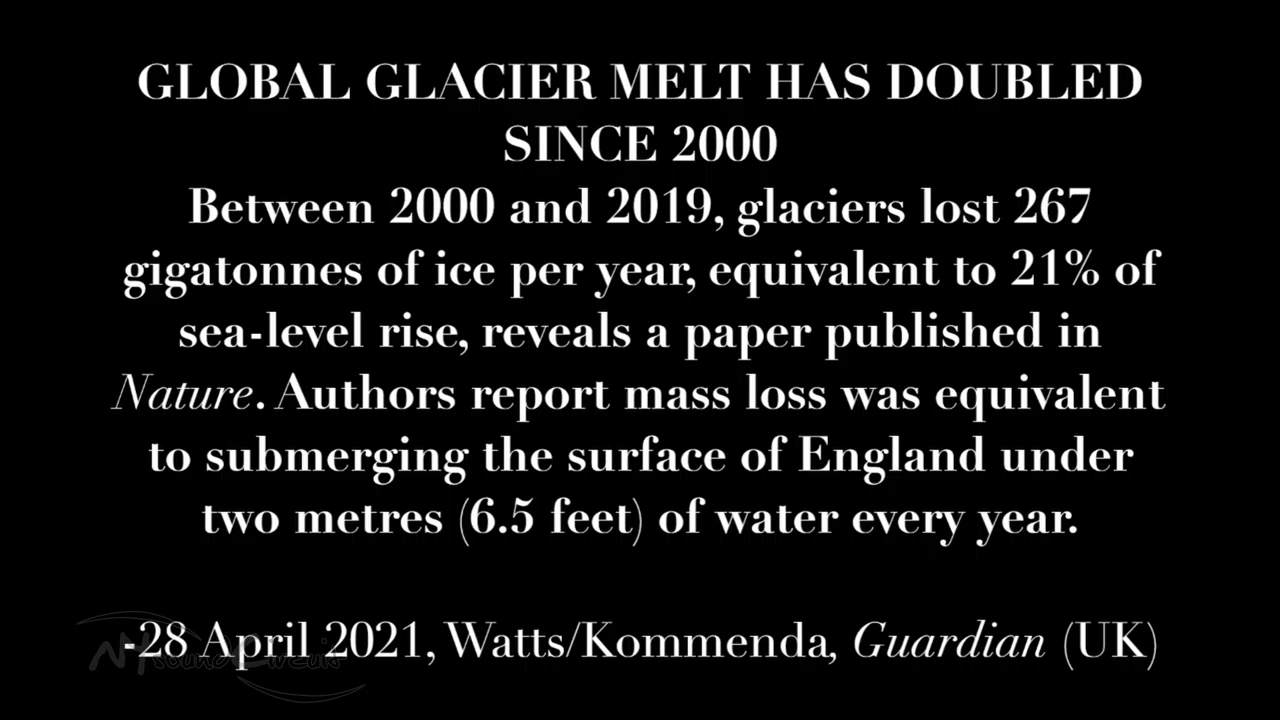 GLOBAL GLACIER MELT HAS DOUBLED
SINCE 2000
Between 2000 and 2019, glaciers lost 267
gigatonnes of ice per year, equivalent to 21% of
sea-level rise, reveals a paper published in
Nature. Authors report mass loss was equivalent
to submerging the surface of England under
two metres (6.5 feet) of water every year.
-28 April 2021, Watts/Kommenda, Guardian (UK)